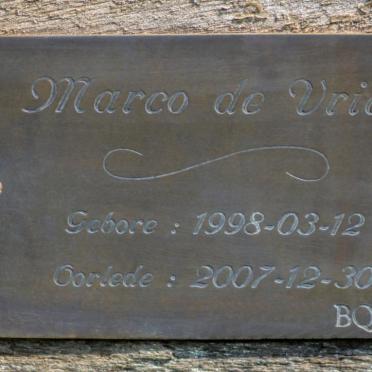 Marco de Vrie
Gebore : 1998-03-12
Oorlede : 2007-12-30
BQ